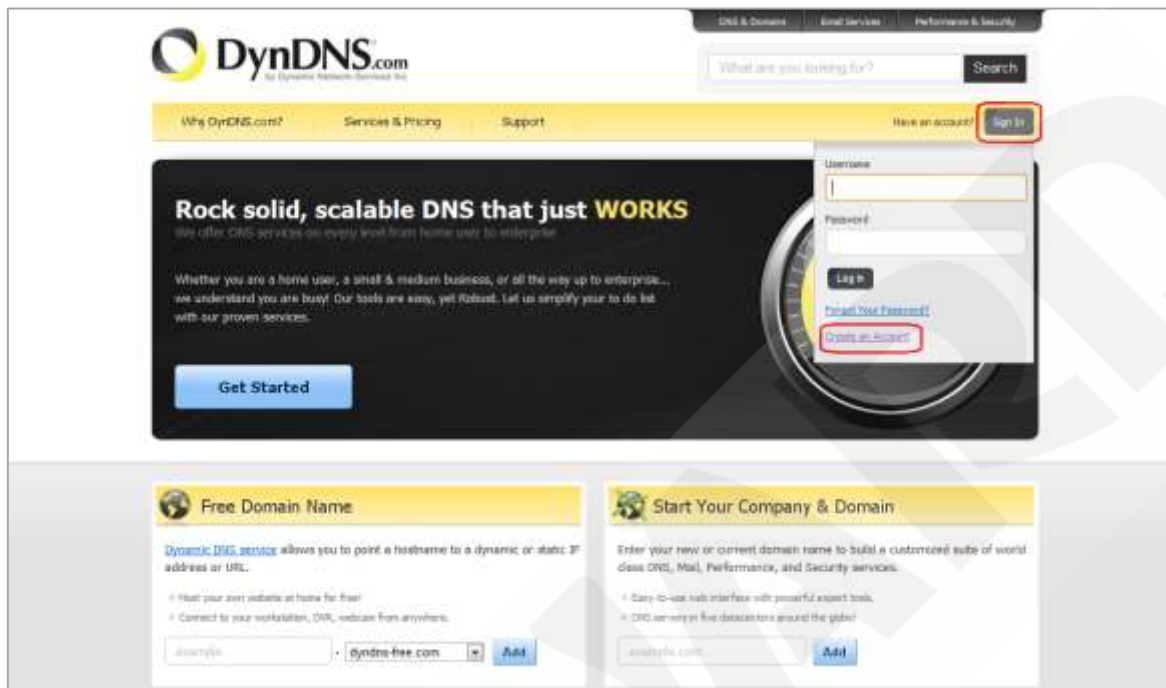 DNS & Domains Email Services Performance & Security
DynDNS.com
by Dynamic Network Services Inc.
What are you looking for? Search
Why DynDNS.com? Services & Pricing Support Have an account? Sign In
Username
Password
Log in
Forgot Your Password?
Create an Account
Rock solid, scalable DNS that just WORKS
We offer DNS services on every level from home user to enterprise
Whether you are a home user, a small & medium business, or all the way up to enterprise...
we understand you are busy! Our tools are easy, yet Robust. Let us simplify your to do list
with our proven services.
Get Started
Free Domain Name
Dynamic DNS service allows you to point a hostname to a dynamic or static IP
address or URL.
Host your own website at home for free!
Connect to your workstation, DVR, webcam from anywhere.
example . dyndns-free.com Add
Start Your Company & Domain
Enter your new or current domain name to build a customized suite of world
class DNS, Mail, Performance, and Security services.
Easy-to-use web interface with powerful expert tools.
DNS servers in five datacenters around the globe!
example.com Add